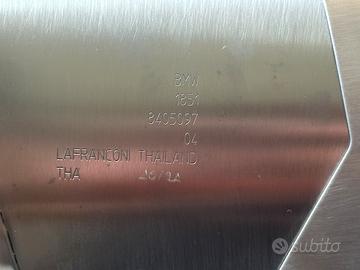 BMW
1851
8405097
04
LAFRANCONI THAILAND
THA
subito